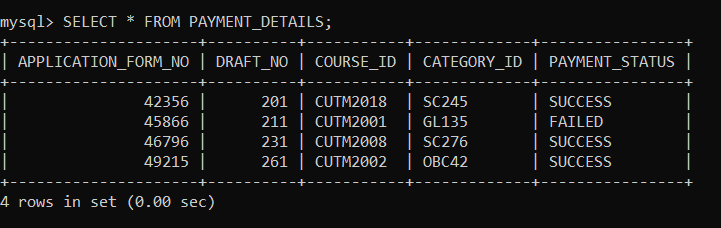 mysql> SELECT * FROM PAYMENT_DETAILS;
+---------------------+----------+-----------+-------------+----------------+
| APPLICATION_FORM_NO | DRAFT_NO | COURSE_ID | CATEGORY_ID | PAYMENT_STATUS |
+---------------------+----------+-----------+-------------+----------------+
|               42356 |      201 | CUTM2018  | SC245       | SUCCESS        |
|               45866 |      211 | CUTM2001  | GL135       | FAILED         |
|               46796 |      231 | CUTM2008  | SC276       | SUCCESS        |
|               49215 |      261 | CUTM2002  | OBC42       | SUCCESS        |
+---------------------+----------+-----------+-------------+----------------+
4 rows in set (0.00 sec)